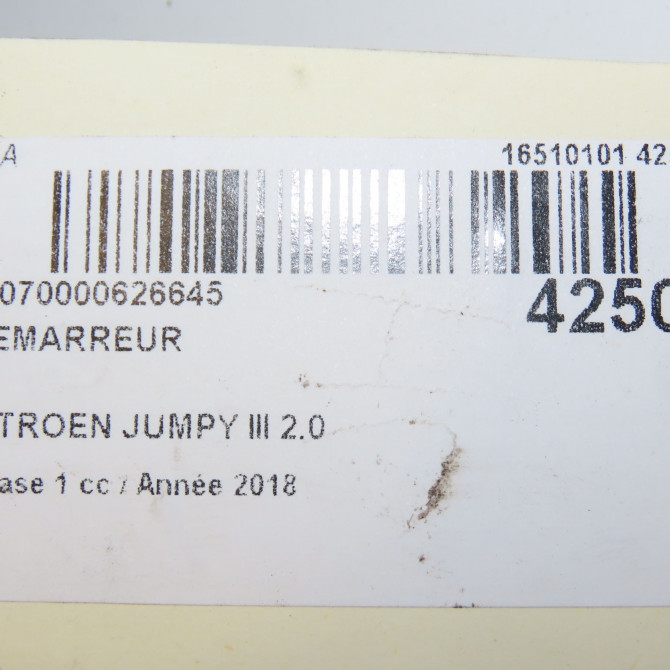 A 16510101 42
070000626645 4250
EMARREUR
TROEN JUMPY III 2.0
ase 1 cc / Année 2018